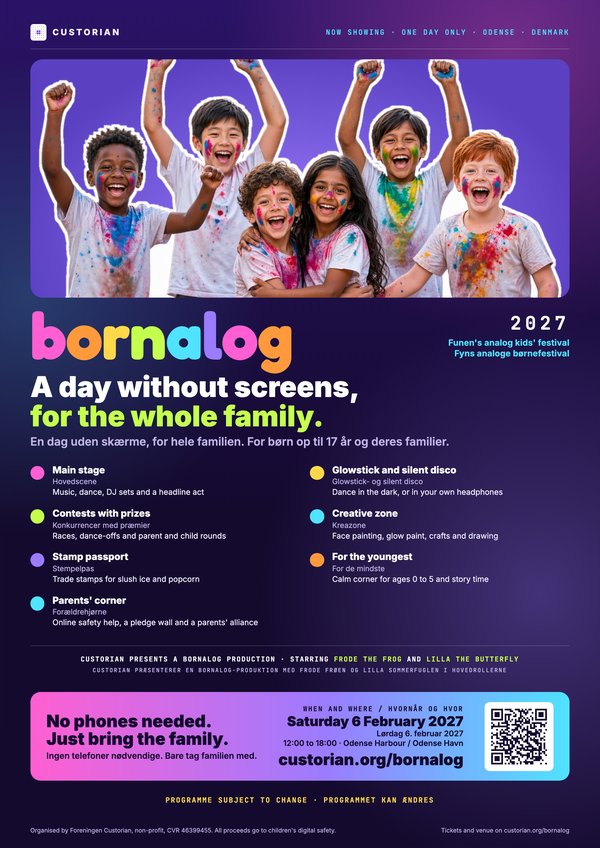 CUSTORIAN
NOW SHOWING · ONE DAY ONLY · ODENSE · DENMARK
bornalog
2027
Funen's analog kids' festival
Fyns analoge børnefestival
A day without screens,
for the whole family.
En dag uden skærme, for hele familien. For børn op til 17 år og deres familier.
Main stage
Hovedscene
Music, dance, DJ sets and a headline act
Glowstick and silent disco
Glowstick- og silent disco
Dance in the dark, or in your own headphones
Contests with prizes
Konkurrencer med præmier
Races, dance-offs and parent and child rounds
Creative zone
Kreazone
Face painting, glow paint, crafts and drawing
Stamp passport
Stempelpas
Trade stamps for slush ice and popcorn
For the youngest
For de mindste
Calm corner for ages 0 to 5 and story time
Parents' corner
Forældrehjørne
Online safety help, a pledge wall and a parents' alliance
CUSTORIAN PRESENTS A BORNALOG PRODUCTION · STARRING FRODE THE FROG AND LILLA THE BUTTERFLY
CUSTORIAN PRÆSENTERER EN BORNALOG-PRODUKTION MED FRODE FRØEN OG LILLA SOMMERFUGLEN I HOVEDROLLERNE
No phones needed.
Just bring the family.
Ingen telefoner nødvendige. Bare tag familien med.
WHEN AND WHERE / HVORNÅR OG HVOR
Saturday 6 February 2027
Lørdag 6. februar 2027
12:00 to 18:00 · Odense Harbour / Odense Havn
custorian.org/bornalog
PROGRAMME SUBJECT TO CHANGE · PROGRAMMET KAN ÆNDRES
Organised by Foreningen Custorian, non-profit, CVR 46399455. All proceeds go to children's digital safety.
Tickets and venue on custorian.org/bornalog